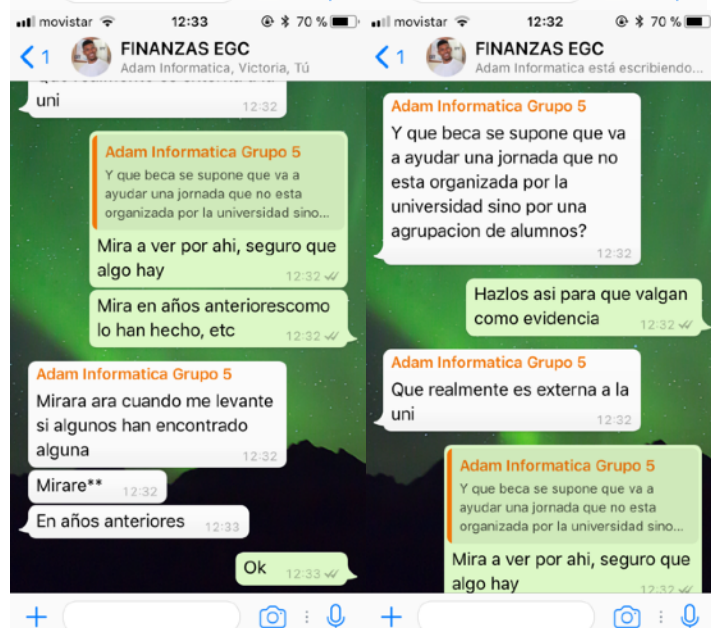 movistar 12:33 70 %
1 FINANZAS EGC
Adam Informatica, Victoria, Tú
uni
12:32
Adam Informatica Grupo 5
Y que beca se supone que va a
ayudar una jornada que no esta
organizada por la universidad sino...
Mira a ver por ahi, seguro que
algo hay 12:32
Mira en años anteriorescomo
lo han hecho, etc 12:32
Adam Informatica Grupo 5
Mirara ara cuando me levante
si algunos han encontrado
alguna 12:32
Mirare** 12:32
En años anteriores 12:33
Ok 12:33
movistar 12:32 70 %
1 FINANZAS EGC
Adam Informatica está escribiendo...
Adam Informatica Grupo 5
Y que beca se supone que va
a ayudar una jornada que no
esta organizada por la
universidad sino por una
agrupacion de alumnos?
12:32
Hazlos asi para que valgan
como evidencia 12:32
Adam Informatica Grupo 5
Que realmente es externa a la
uni 12:32
Adam Informatica Grupo 5
Y que beca se supone que va a
ayudar una jornada que no esta
organizada por la universidad sino...
Mira a ver por ahi, seguro que
algo hay 12:32